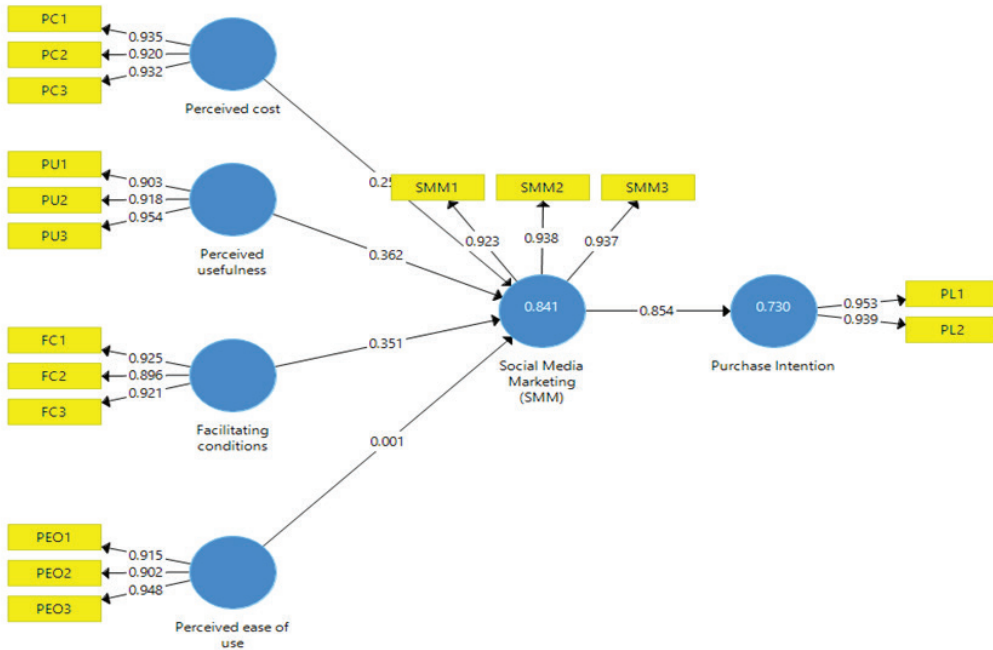 PC1
0.935
PC2
0.920
PC3
0.932
Perceived cost
PU1
0.903
PU2
0.918
PU3
0.954
Perceived
usefulness
FC1
0.925
FC2
0.896
FC3
0.921
Facilitating
conditions
PEO1
0.915
PEO2
0.902
PEO3
0.948
Perceived ease of
use
0.362
0.351
0.001
SMM1
SMM2
SMM3
0.923
0.938
0.937
0.841
Social Media
Marketing
(SMM)
0.854
0.730
Purchase Intention
0.953
PL1
0.939
PL2